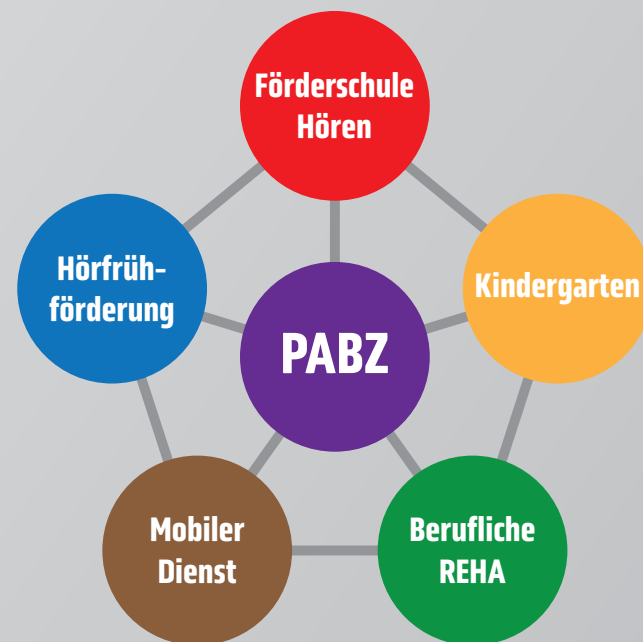 Förderschule
Hören
Hörfrüh-
förderung
Kindergarten
PABZ
Mobiler
Dienst
Berufliche
REHA